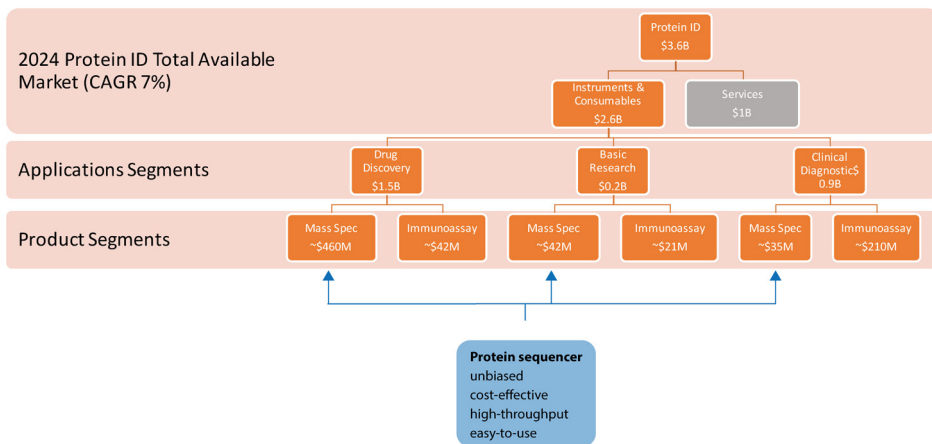 2024 Protein ID Total Available
Market (CAGR 7%)
Protein ID
$3.6B
Instruments &
Consumables
$2.6B
Services
$1B
Applications Segments
Drug
Discovery
$1.5B
Basic
Research
$0.2B
Clinical
Diagnostic$
0.9B
Product Segments
Mass Spec
~$460M
Immunoassay
~$42M
Mass Spec
~$42M
Immunoassay
~$21M
Mass Spec
~$35M
Immunoassay
~$210M
Protein sequencer
unbiased
cost-effective
high-throughput
easy-to-use